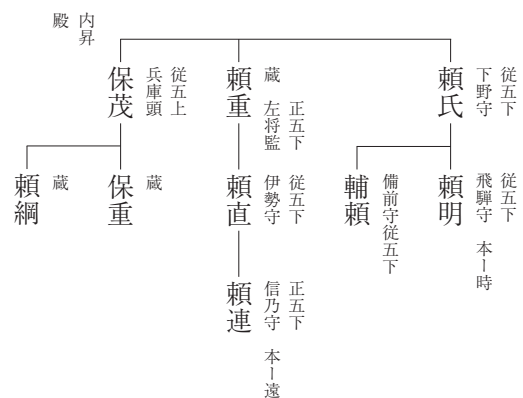 従五下
下野守
頼氏
従五下
飛騨守　本ー時
頼明
備前守従五下
輔頼
正五下
蔵　左将監
頼重
従五下
伊勢守
頼直
正五下
信乃守　本ー遠
頼連
従五上
兵庫頭
保茂
内昇
殿
蔵
保重
蔵
頼綱